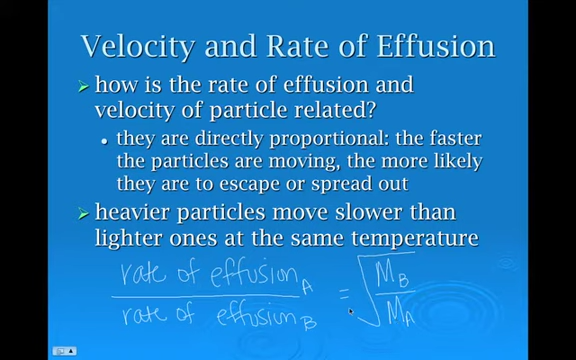 Velocity and Rate of Effusion
how is the rate of effusion and
velocity of particle related?
they are directly proportional: the faster
the particles are moving, the more likely
they are to escape or spread out
heavier particles move slower than
lighter ones at the same temperature
rate of effusion A
rate of effusion B
= √ M B
M A